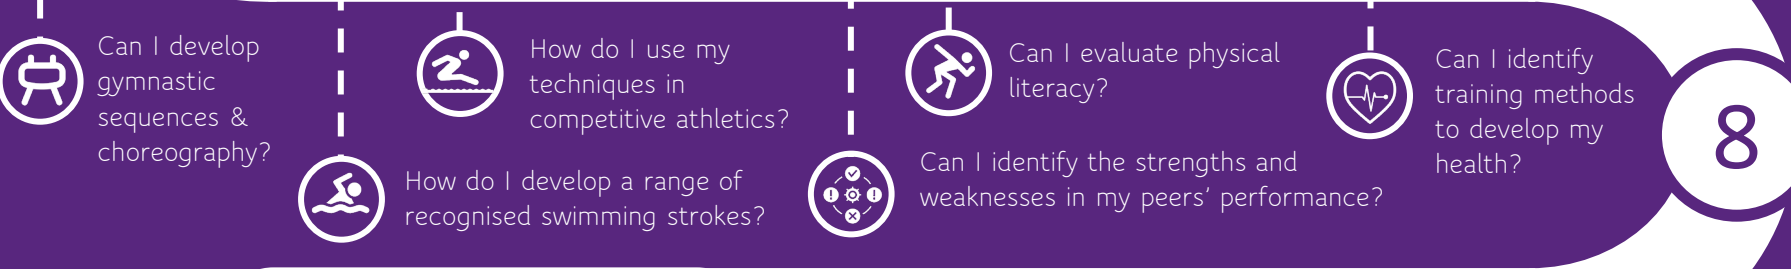 Can I develop
gymnastic
sequences &
choreography?
How do I develop a range of
recognised swimming strokes?
How do I use my
techniques in
competitive athletics?
Can I identify the strengths and
weaknesses in my peers’ performance?
Can I evaluate physical
literacy?
Can I identify
training methods
to develop my
health?
8